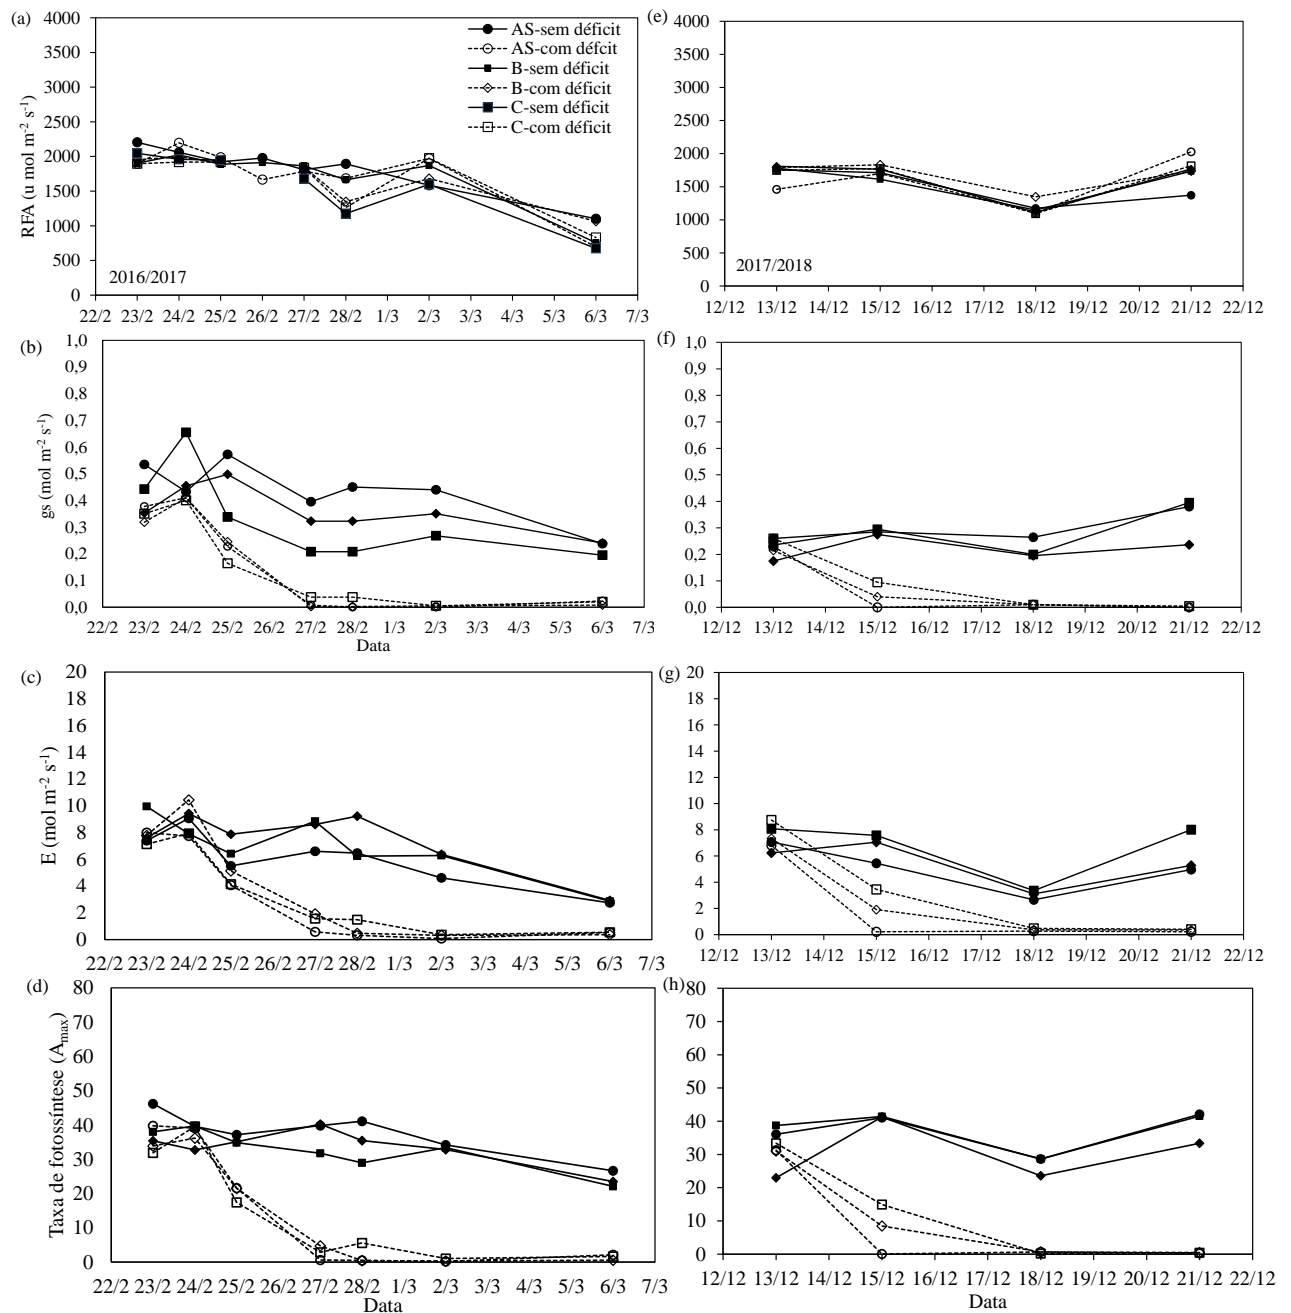 (a)
4000
3500
3000
2500
2000
1500
1000
500
0
RFA (u mol m-2 s-1)
AS-sem déficit
AS-com défcit
B-sem déficit
B-com déficit
C-sem déficit
C-com déficit
2016/2017
22/2 23/2 24/2 25/2 26/2 27/2 28/2 1/3 2/3 3/3 4/3 5/3 6/3 7/3
(e)
4000
3500
3000
2500
2000
1500
1000
500
0
2017/2018
12/12 13/12 14/12 15/12 16/12 17/12 18/12 19/12 20/12 21/12 22/12
(b)
1,0
0,9
0,8
0,7
0,6
0,5
0,4
0,3
0,2
0,1
0,0
gs (mol m-2 s-1)
22/2 23/2 24/2 25/2 26/2 27/2 28/2 1/3 2/3 3/3 4/3 5/3 6/3 7/3
Data
(f)
1,0
0,9
0,8
0,7
0,6
0,5
0,4
0,3
0,2
0,1
0,0
12/12 13/12 14/12 15/12 16/12 17/12 18/12 19/12 20/12 21/12 22/12
(c)
20
18
16
14
12
10
8
6
4
2
0
E (mol m-2 s-1)
22/2 23/2 24/2 25/2 26/2 27/2 28/2 1/3 2/3 3/3 4/3 5/3 6/3 7/3
(g)
20
18
16
14
12
10
8
6
4
2
0
12/12 13/12 14/12 15/12 16/12 17/12 18/12 19/12 20/12 21/12 22/12
(d)
80
70
60
50
40
30
20
10
0
Taxa de fotossíntese (Amax)
22/2 23/2 24/2 25/2 26/2 27/2 28/2 1/3 2/3 3/3 4/3 5/3 6/3 7/3
Data
(h)
80
70
60
50
40
30
20
10
0
12/12 13/12 14/12 15/12 16/12 17/12 18/12 19/12 20/12 21/12 22/12
Data